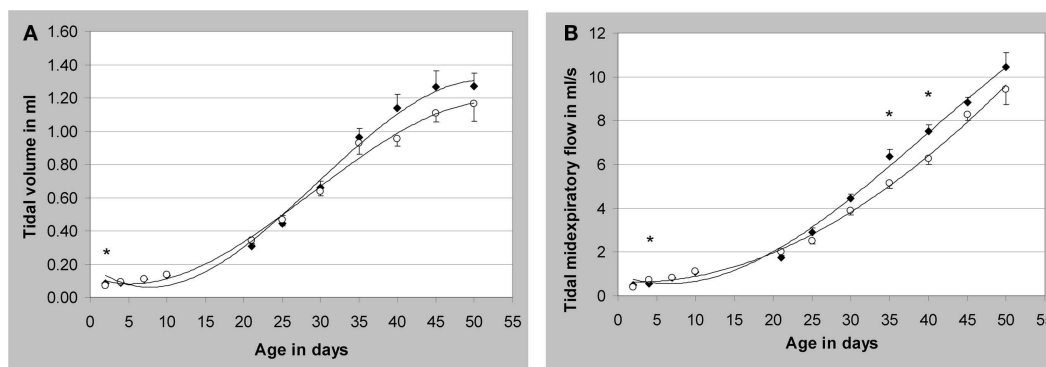 A
Tidal volume in ml
1.60
1.40
1.20
1.00
0.80
0.60
0.40
0.20
0.00
*
0 5 10 15 20 25 30 35 40 45 50 55
Age in days
B
Tidal midexpiratory flow in ml/s
12
10
8
6
4
2
0
* * *
0 5 10 15 20 25 30 35 40 45 50 55
Age in days